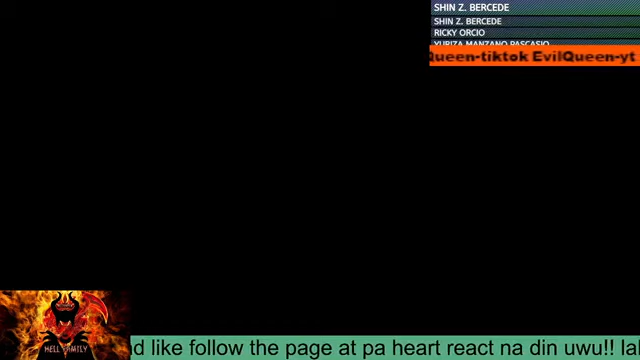 SHIN Z. BERCEDE
SHIN Z. BERCEDE
RICKY ORCIO
YURIZA MANZANO PASCASIO
Queen-tiktok EvilQueen-yt
HELL FAMILY
d like follow the page at pa heart react na din uwu!! la